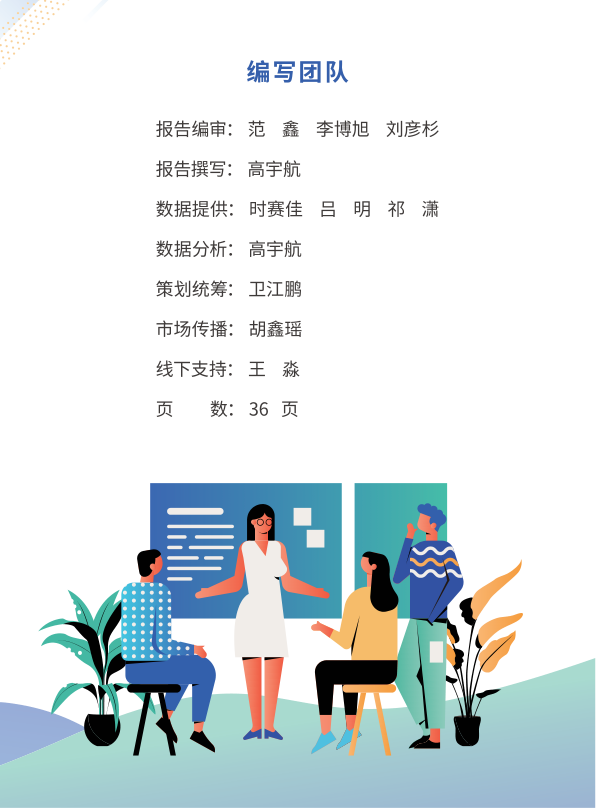 编写团队
报告编审： 范 鑫 李博旭 刘彦杉
报告撰写： 高宇航
数据提供： 时赛佳 吕 明 祁 潇
数据分析： 高宇航
策划统筹： 卫江鹏
市场传播： 胡鑫瑶
线下支持： 王 淼
页 数： 36 页